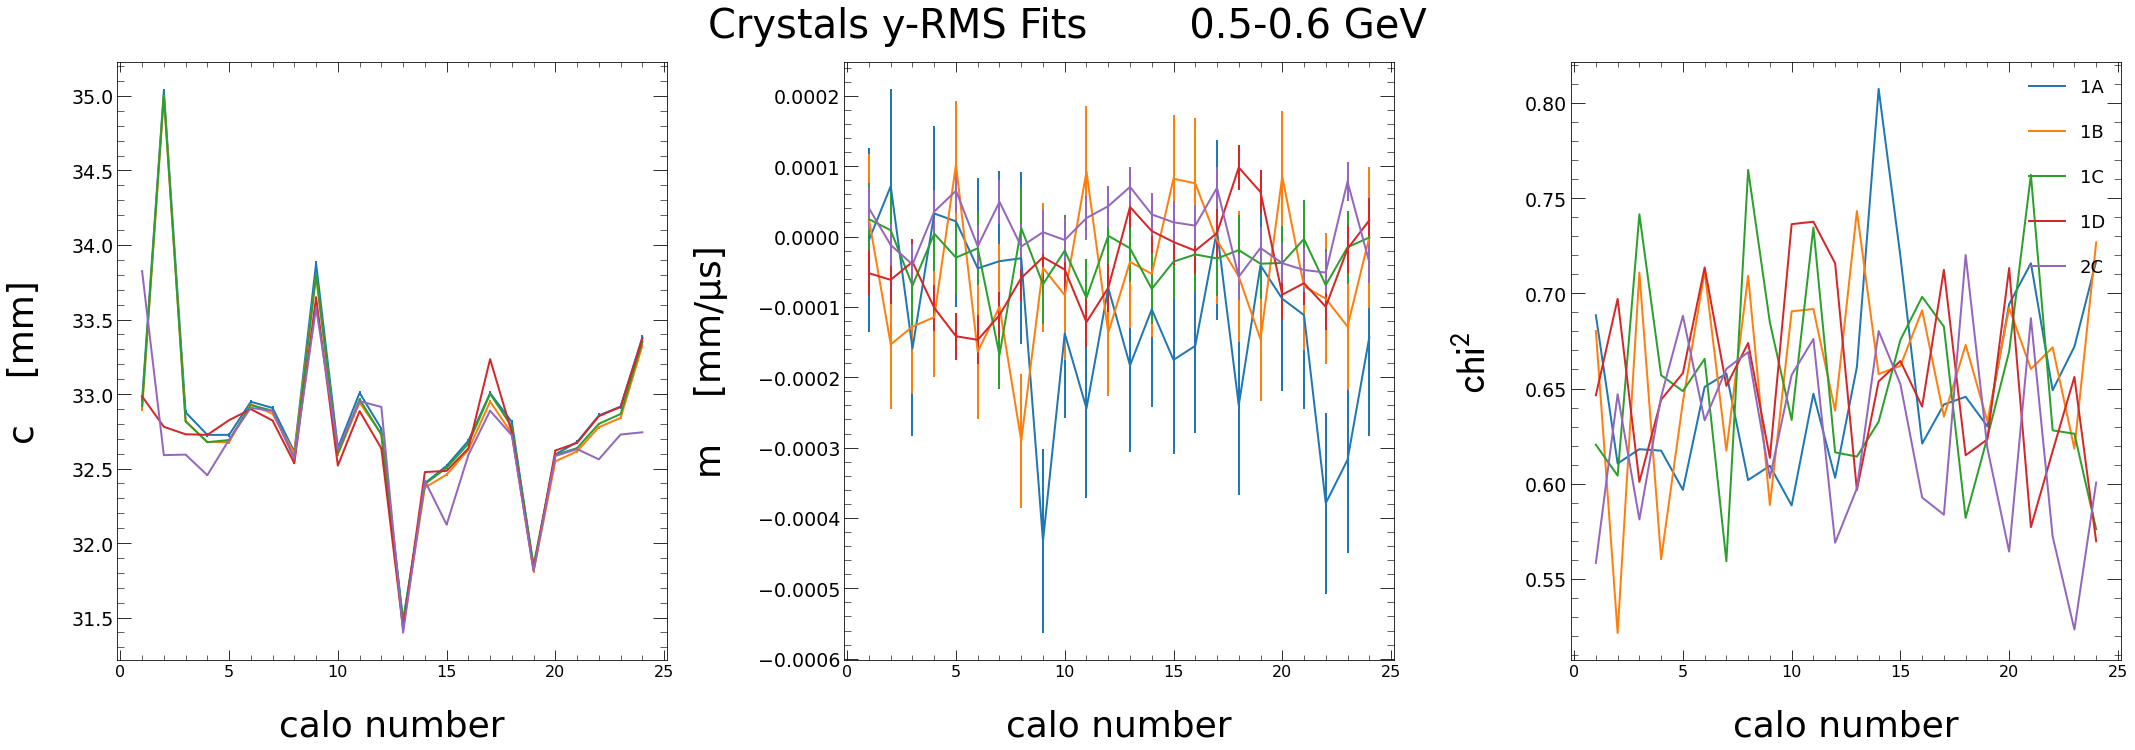 Crystals y-RMS Fits 0.5-0.6 GeV
c [mm]
35.0
34.5
34.0
33.5
33.0
32.5
32.0
31.5
0 5 10 15 20 25
calo number
m [mm/μs]
0.0002
0.0001
0.0000
−0.0001
−0.0002
−0.0003
−0.0004
−0.0005
−0.0006
0 5 10 15 20 25
calo number
chi²
0.80
0.75
0.70
0.65
0.60
0.55
0 5 10 15 20 25
calo number
1A
1B
1C
1D
2C